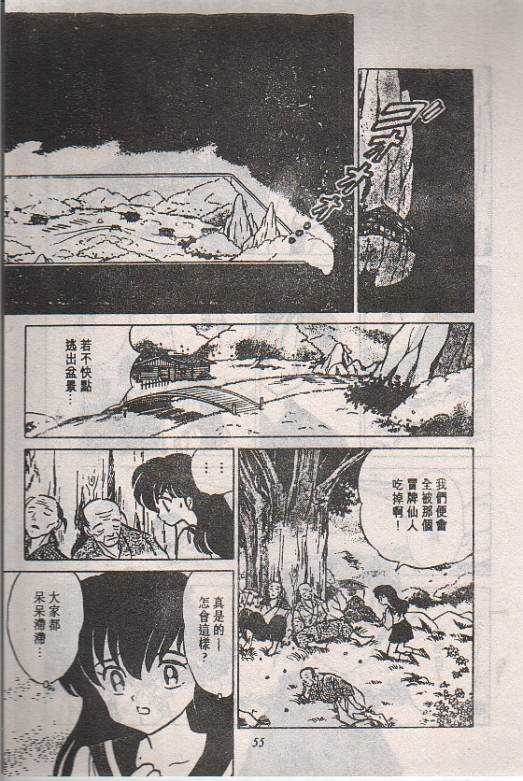 ゴオオオオ
若不快點
逃出盆景…
我們便會
全被那個
冒牌仙人
吃掉啊!
……
真是的—
怎會這樣?
大家都
呆呆滯滯…
55